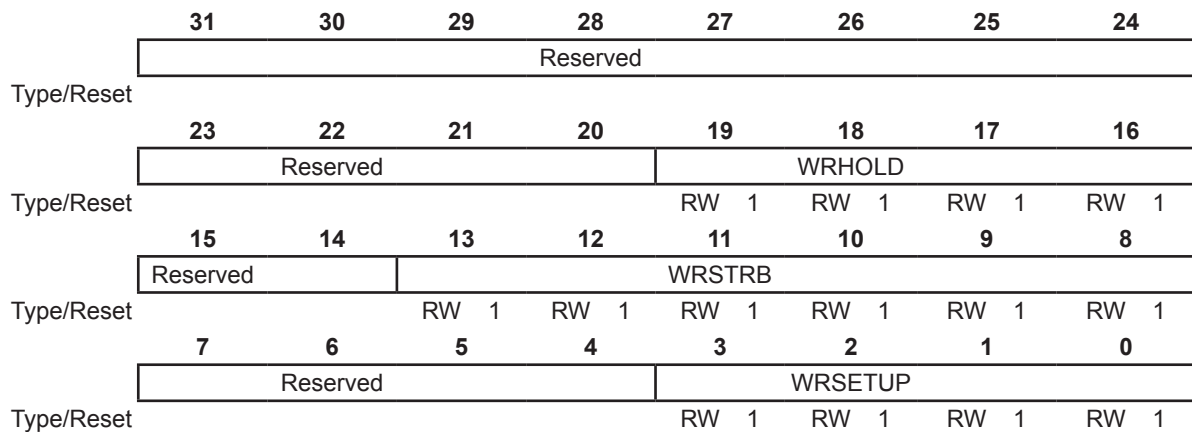 31 30 29 28 27 26 25 24
Reserved
Type/Reset
23 22 21 20 19 18 17 16
Reserved WRHOLD
Type/Reset RW 1 RW 1 RW 1 RW 1
15 14 13 12 11 10 9 8
Reserved WRSTRB
Type/Reset RW 1 RW 1 RW 1 RW 1 RW 1 RW 1
7 6 5 4 3 2 1 0
Reserved WRSETUP
Type/Reset RW 1 RW 1 RW 1 RW 1